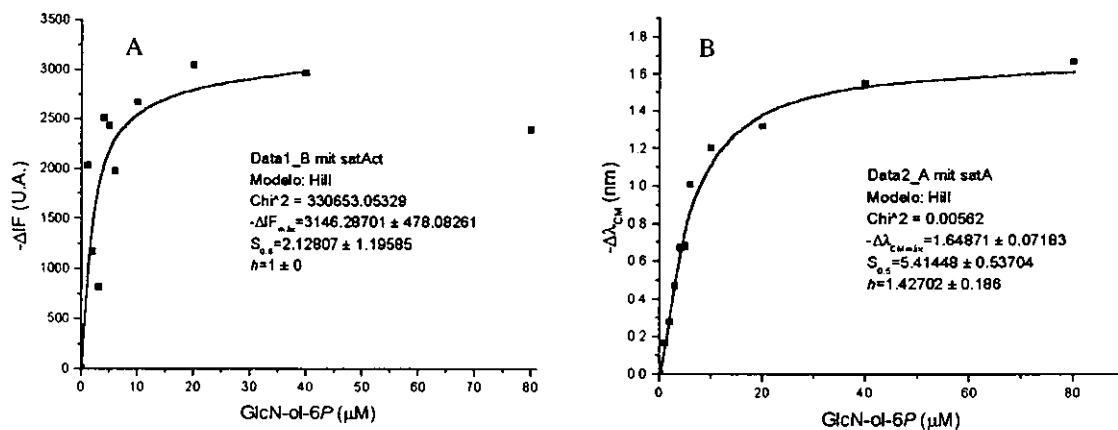 A
3500
3000
2500
2000
1500
1250
500
0
-ΔIF (U.A.)
0
10
20
30
40
50
60
70
80
GlcN-ol-6P (μM)
Data1_B mit satAct
Modelo: Hill
Chi^2 = 330653.05329
-ΔIF máx=3146.28701 ± 478.08261
S0.5=2.12807 ± 1.19585
h=1 ± 0
B
1.8
1.6
1.4
1.2
1.0
0.8
0.6
0.4
0 2
0 0
-ΔλCM (nm)
0
20
40
60
80
GlcN-ol-6P (μM)
Data2_A mit satA
Modelo: Hill
Chi^2 = 0.00562
-ΔλCMmáx=1.64871 ± 0.07183
S0.5=5.41448 ± 0.53704
h=1.42702 ± 0.186